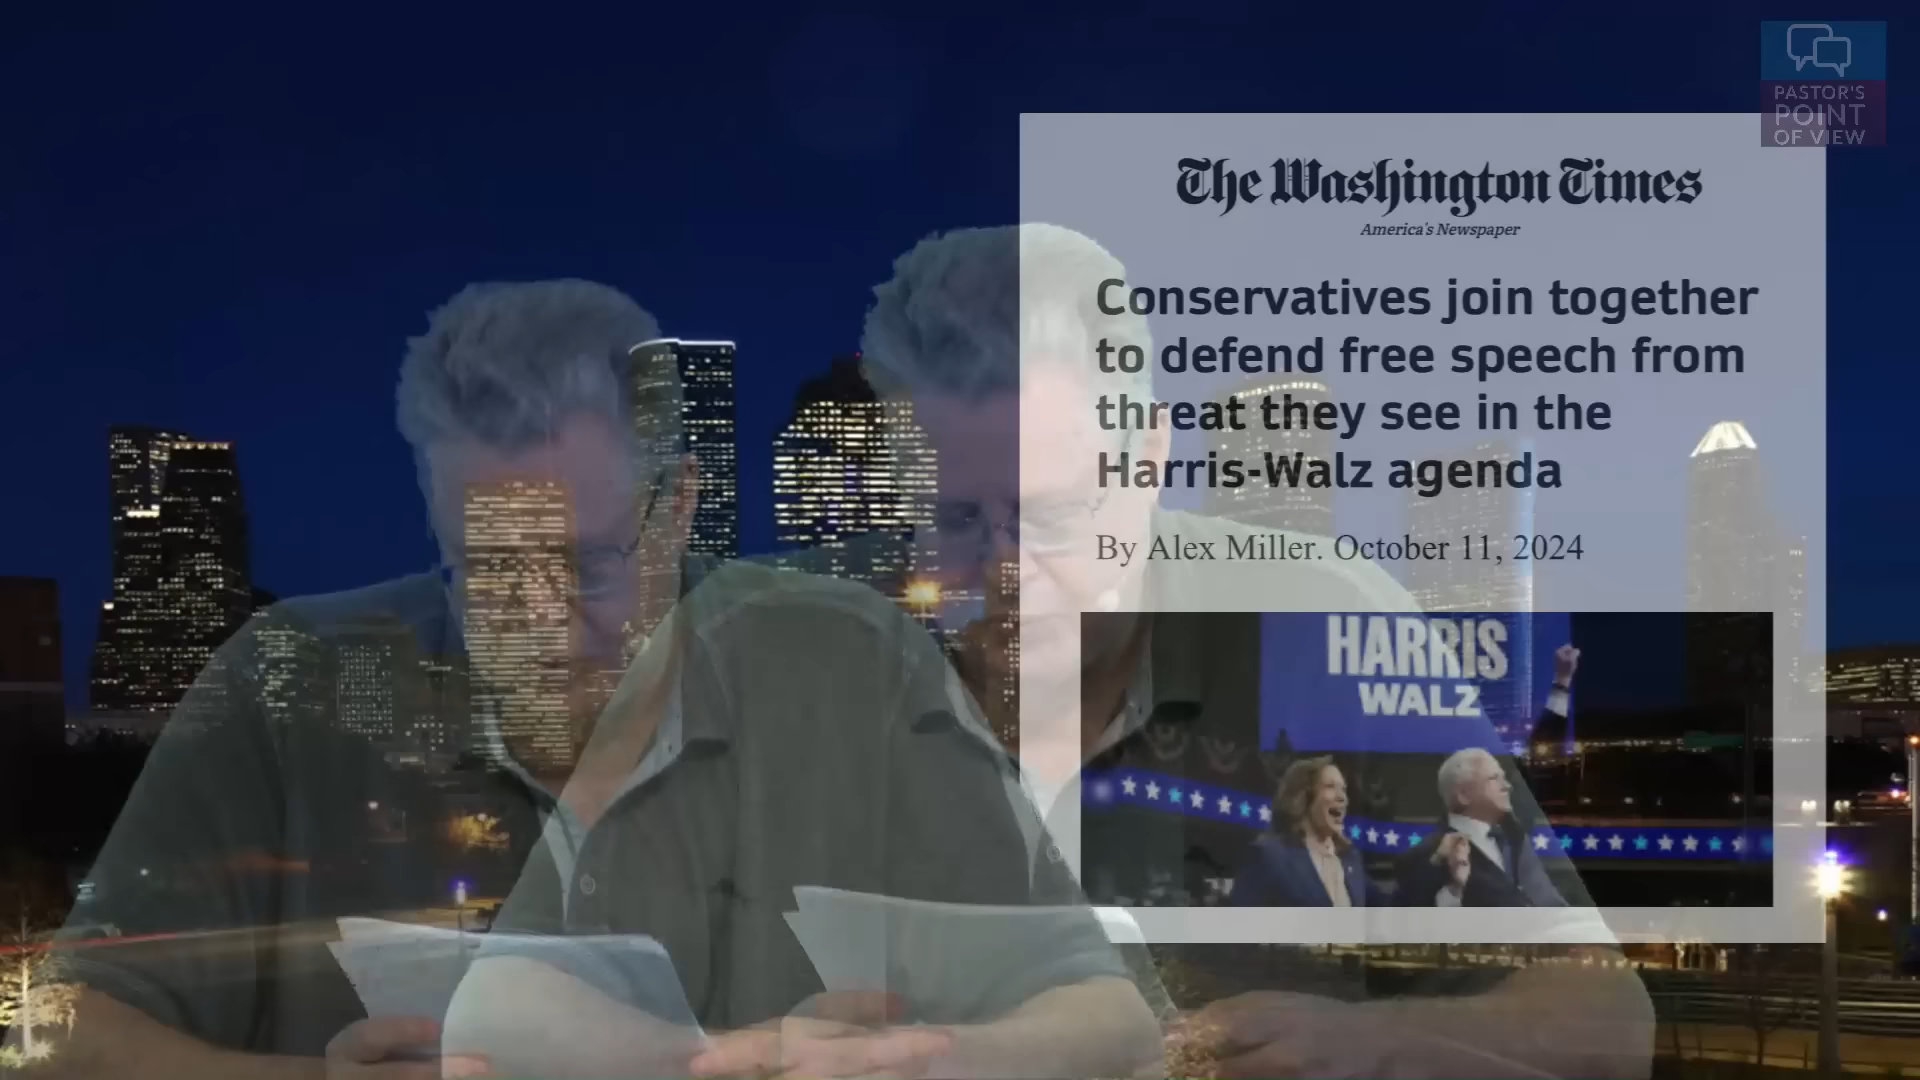 PASTOR'S
POINT
OF VIEW
The Washington Times
America's Newspaper
Conservatives join together
to defend free speech from
threat they see in the
Harris-Walz agenda
By Alex Miller. October 11, 2024
HARRIS
WALZ